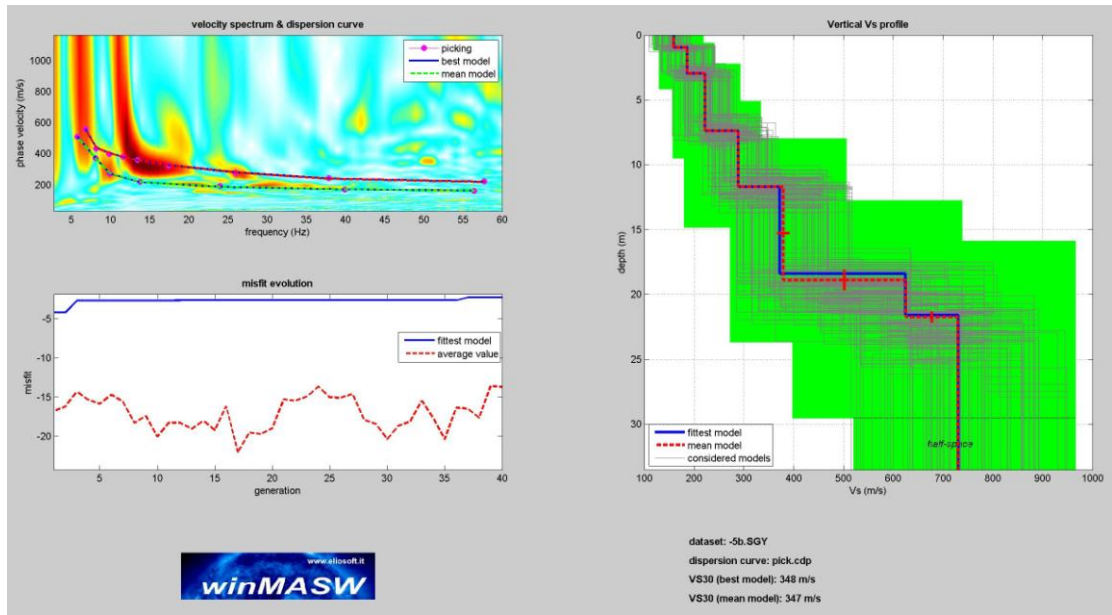 velocity spectrum & dispersion curve
picking
best model
mean model
1000
800
600
400
200
phase velocity (m/s)
5 10 15 20 25 30 35 40 45 50 55 60
frequency (Hz)
misfit evolution
fittest model
average value
-5
-10
-15
-20
misfit
5 10 15 20 25 30 35 40
generation
www.eliosoft.it
winMASW
Vertical Vs profile
0
5
10
15
20
25
30
depth (m)
half-space
fittest model
mean model
considered models
100 200 300 400 500 600 700 800 900 1000
Vs (m/s)
dataset: -5b.SGY
dispersion curve: pick.cdp
VS30 (best model): 348 m/s
VS30 (mean model): 347 m/s